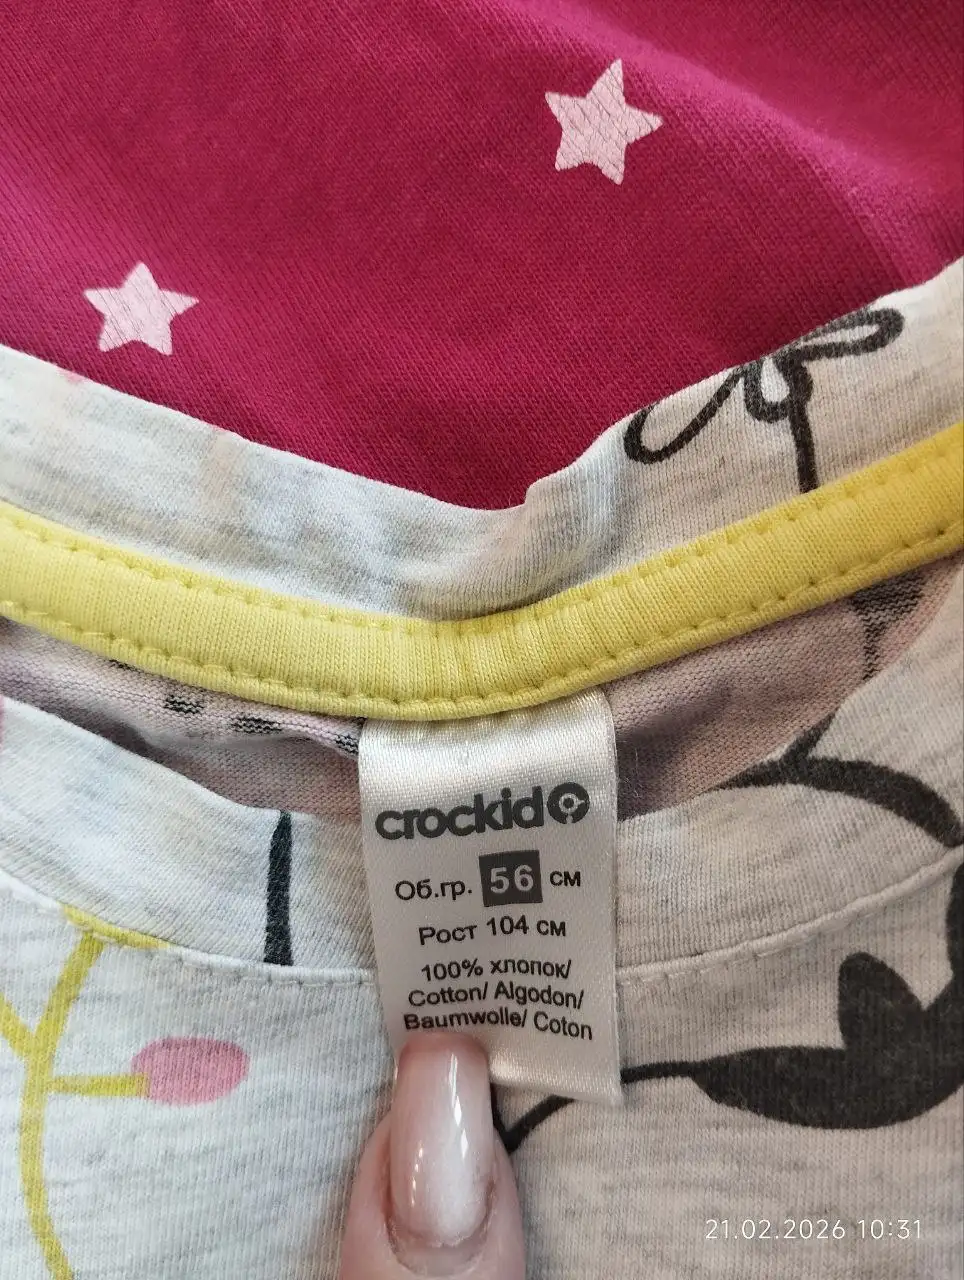 crockid
Об.гр. 56 см
Рост 104 см
100% хлопок/
Cotton/ Algodon/
Baumwolle/ Coton
21.02.2026 10:31